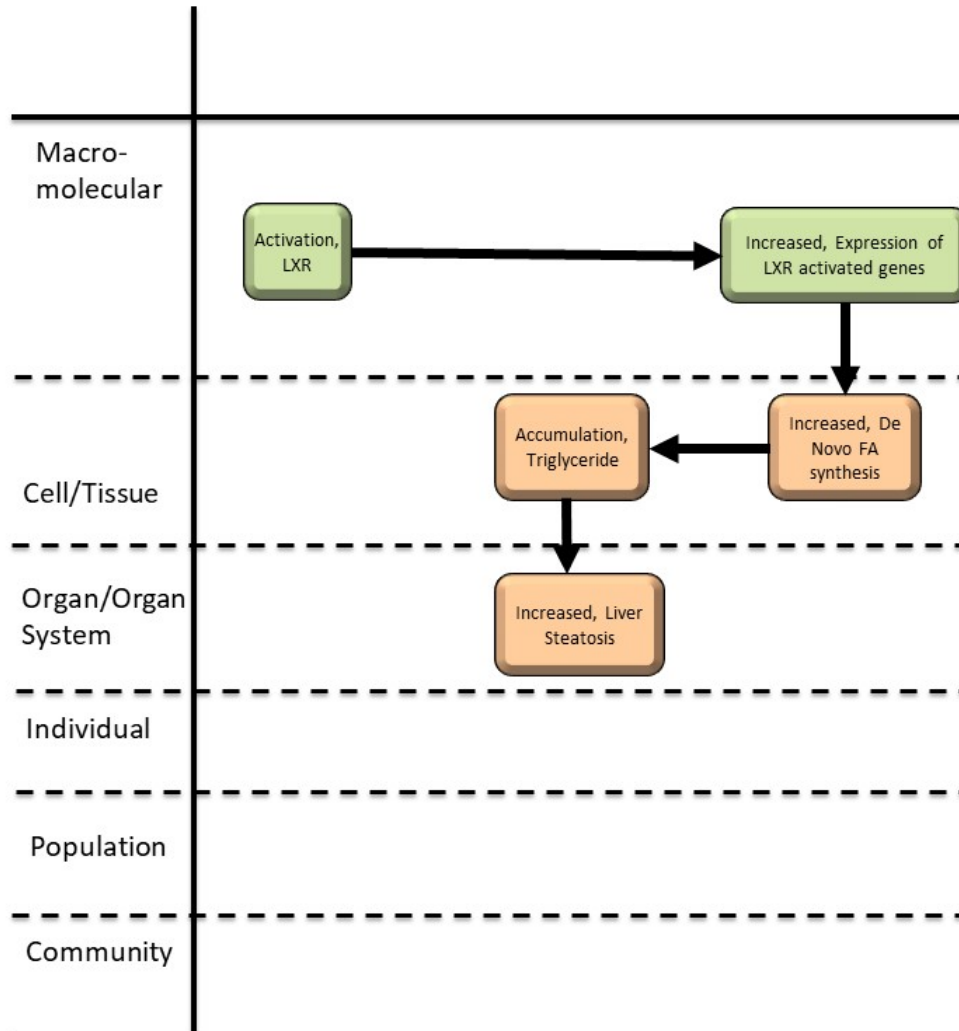 Macro-
molecular
Activation,
LXR
Increased, Expression of
LXR activated genes
Cell/Tissue
Accumulation,
Triglyceride
Increased, De
Novo FA
synthesis
Organ/Organ
System
Increased, Liver
Steatosis
Individual
Population
Community